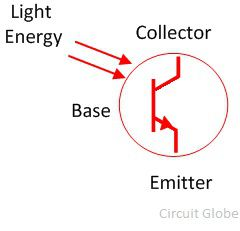 Light
Energy
Collector
Base
Emitter
Circuit Globe